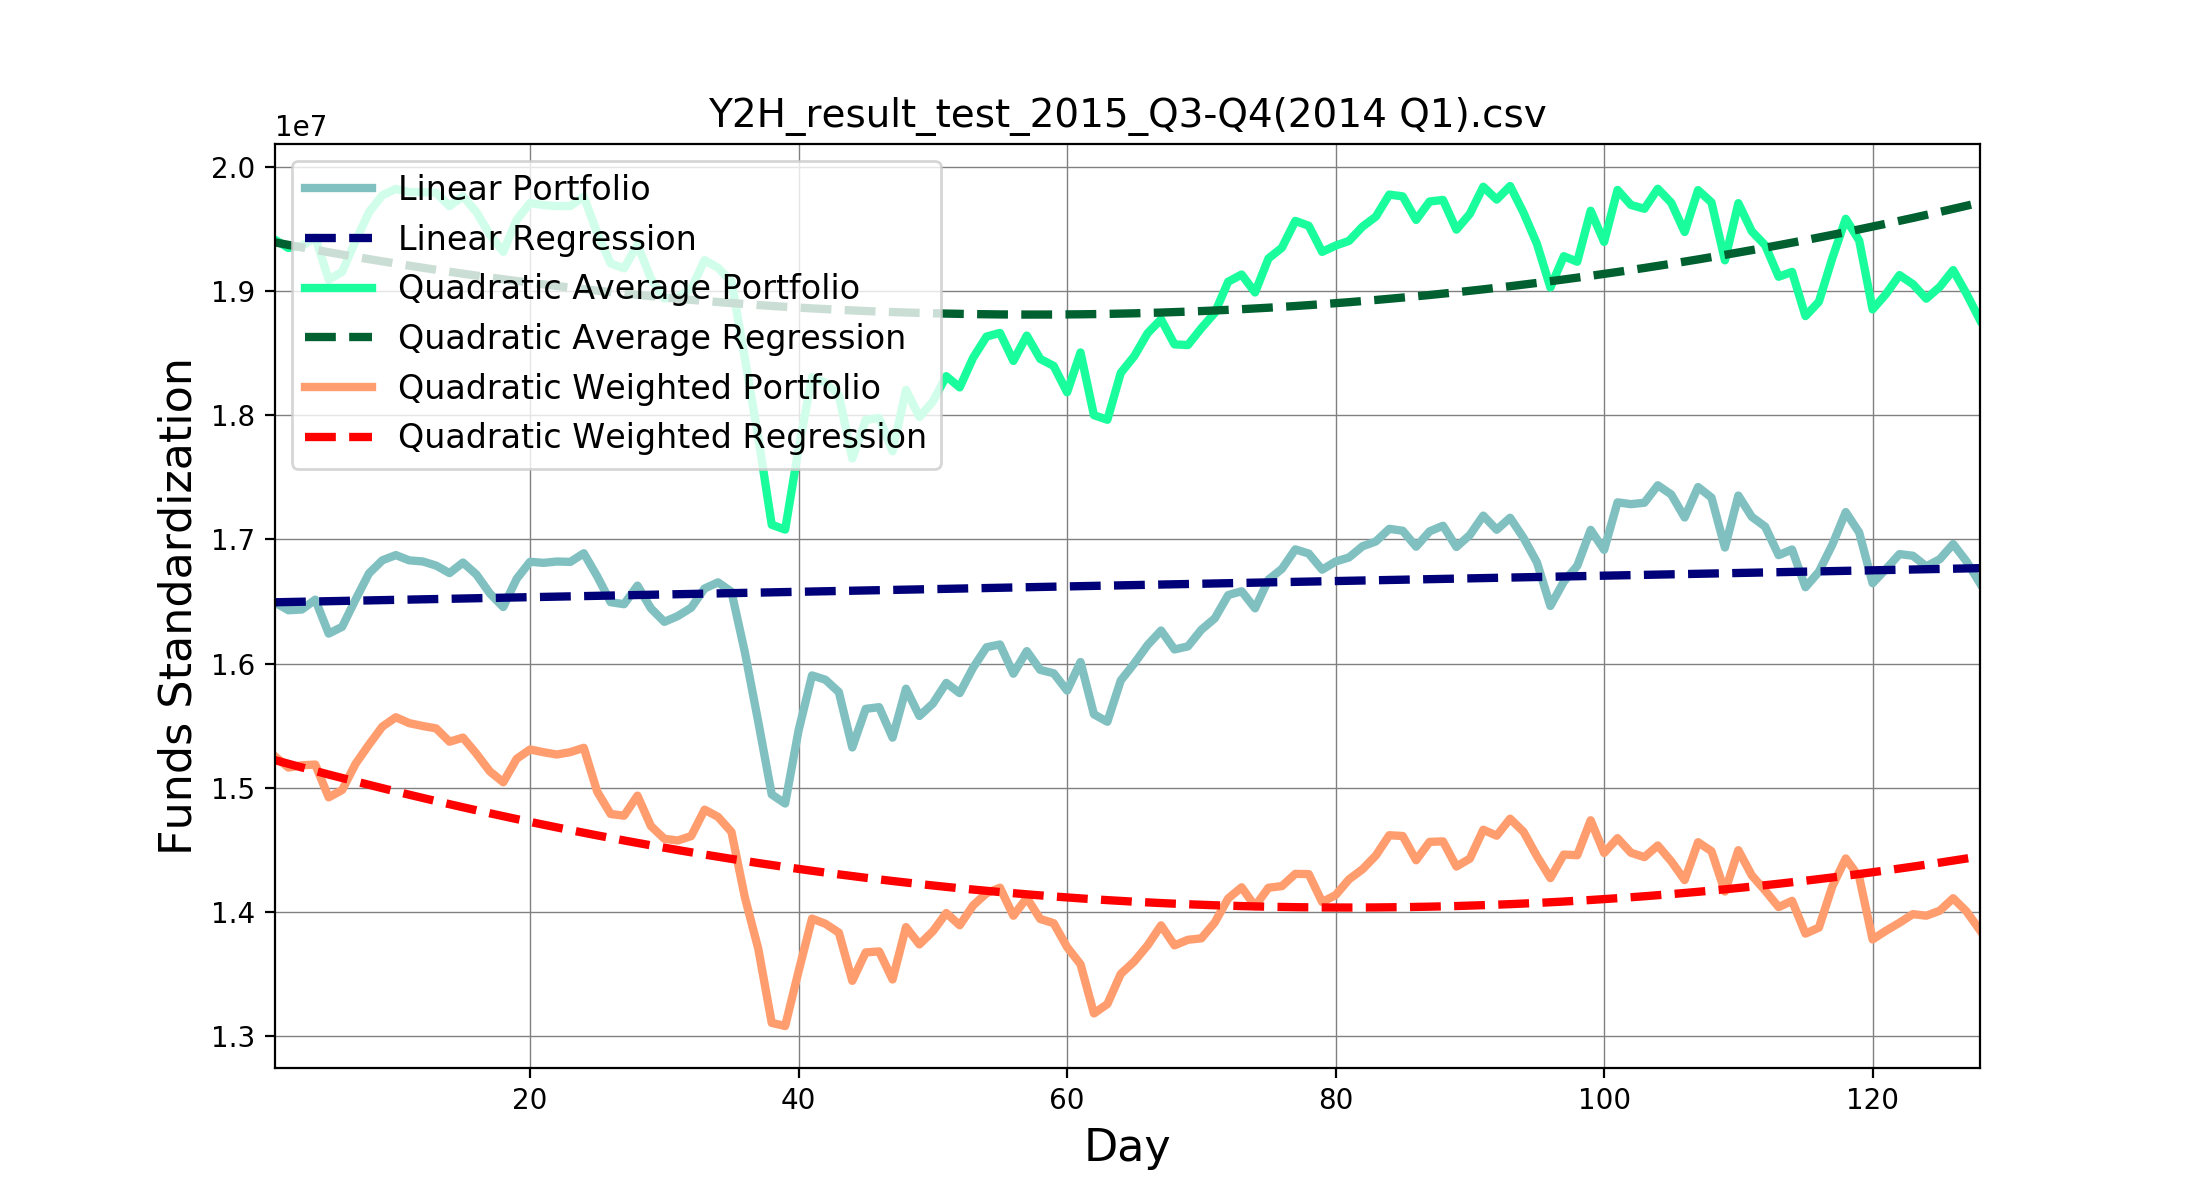 Y2H_result_test_2015_Q3-Q4(2014 Q1).csv
1e7
2.0
1.9
1.8
1.7
1.6
1.5
1.4
1.3
Funds Standardization
Linear Portfolio
Linear Regression
Quadratic Average Portfolio
Quadratic Average Regression
Quadratic Weighted Portfolio
Quadratic Weighted Regression
20 40 60 80 100 120
Day